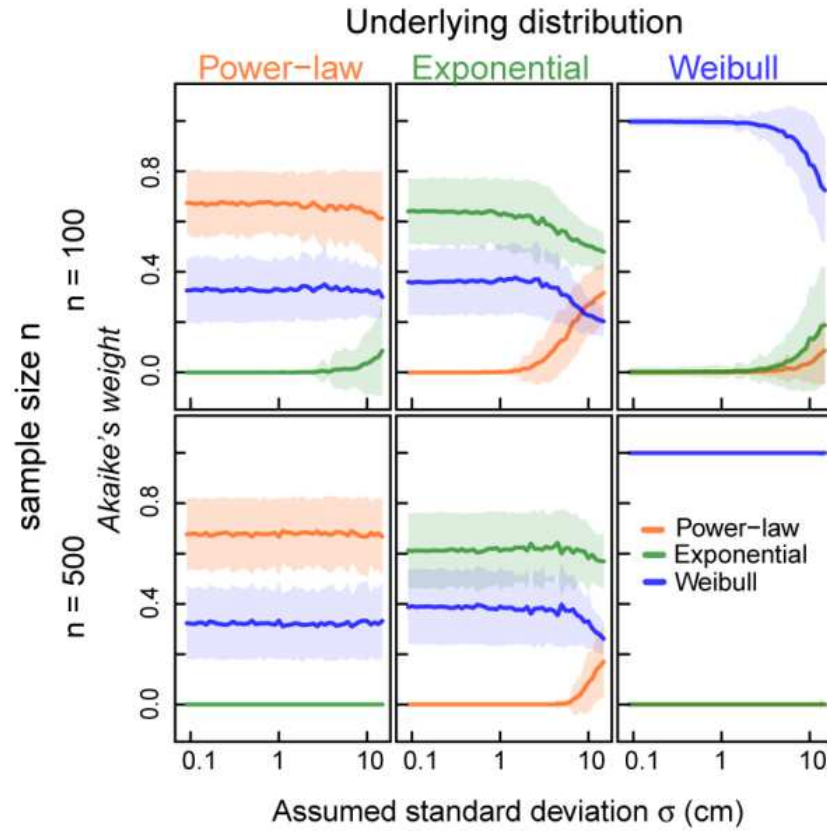 Underlying distribution
Power−law Exponential Weibull
sample size n
n = 100
n = 500
Akaike's weight
0.8
0.4
0.0
0.8
0.4
0.0
Power−law
Exponential
Weibull
0.1 1 10 0.1 1 10 0.1 1 10
Assumed standard deviation σ (cm)